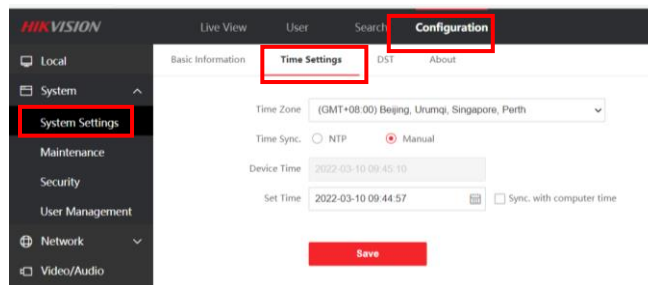 HIKVISION Live View User Search Configuration
Local Basic Information Time Settings DST About
System
Time Zone (GMT+08:00) Beijing, Urumqi, Singapore, Perth
System Settings
Time Sync. NTP Manual
Maintenance
Device Time 2022-03-10 09:45:10
Security
Set Time 2022-03-10 09:44:57 Sync. with computer time
User Management
Network
Save
Video/Audio